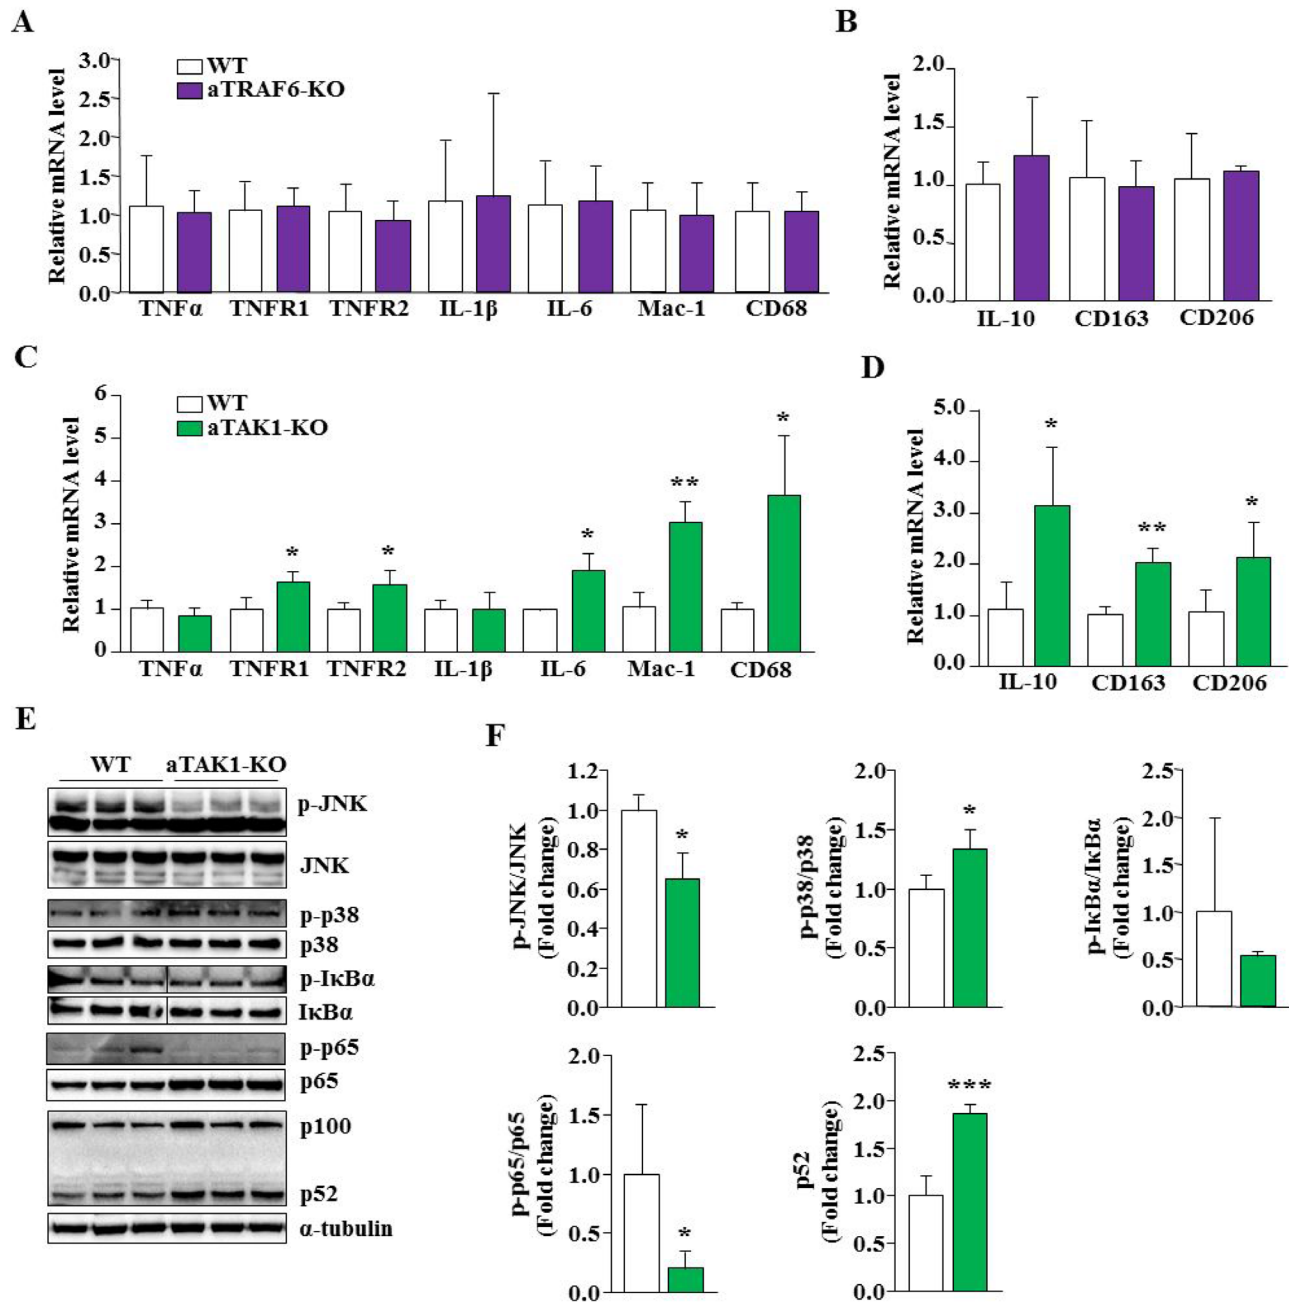 A
B
Relative mRNA level
3.0
2.5
2.0
1.5
1.0
0.5
0.0
WT
aTRAF6-KO
TNFα TNFR1 TNFR2 IL-1β IL-6 Mac-1 CD68
Relative mRNA level
2.0
1.5
1.0
0.5
0.0
IL-10 CD163 CD206
C
D
Relative mRNA level
6
5
4
3
2
1
0
WT
aTAK1-KO
* * * ** *
TNFα TNFR1 TNFR2 IL-1β IL-6 Mac-1 CD68
Relative mRNA level
5.0
4.0
3.0
2.0
1.0
0.0
* ** *
IL-10 CD163 CD206
E
WT aTAK1-KO
p-JNK
JNK
p-p38
p38
p-IκBα
IκBα
p-p65
p65
p100
p52
α-tubulin
F
p-JNK/JNK
(Fold change)
1.2
1.0
0.8
0.6
0.4
0.2
0.0
*
p-p38/p38
(Fold change)
2.0
1.5
1.0
0.5
0.0
*
p-IκBα/IκBα
(Fold change)
2.5
2.0
1.5
1.0
0.5
0.0
p-p65/p65
(Fold change)
2.0
1.5
1.0
0.5
0.0
*
p52
(Fold change)
2.5
2.0
1.5
1.0
0.5
0.0
***